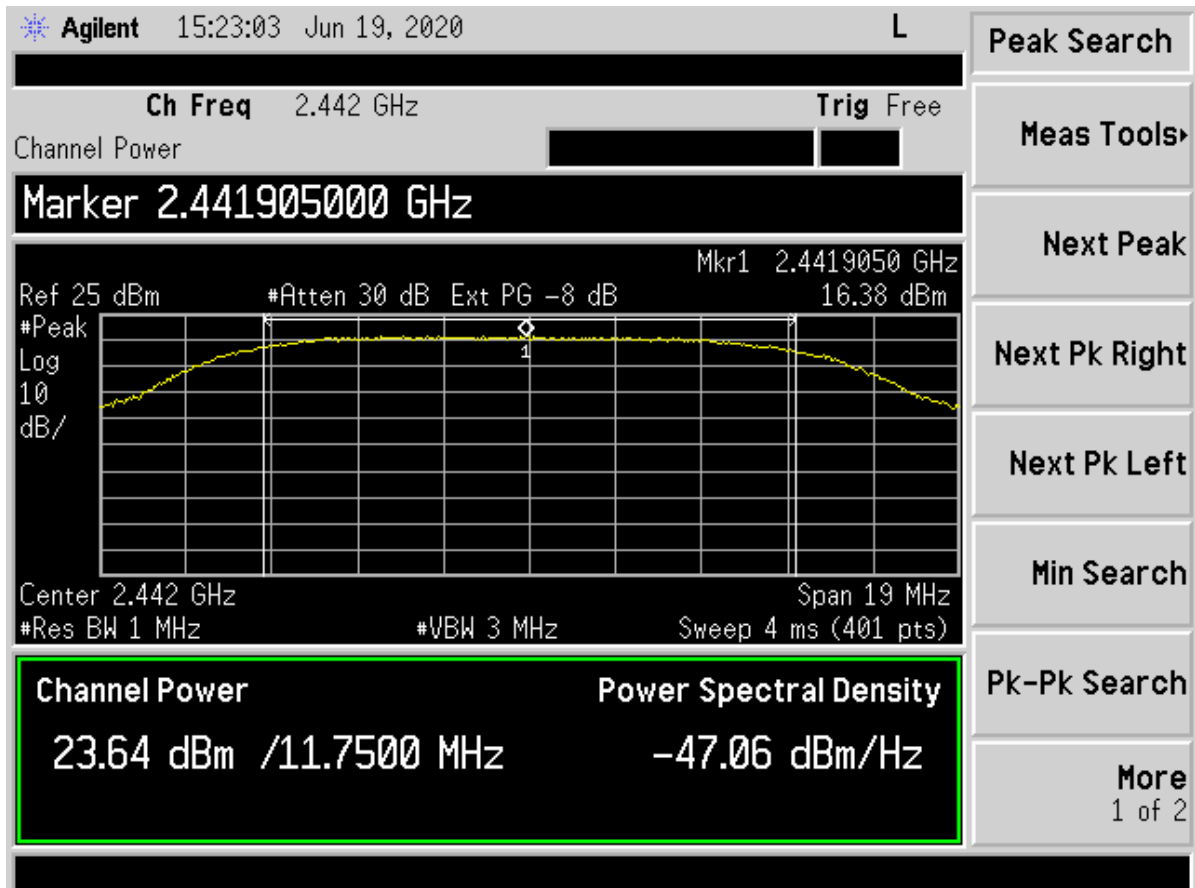 Agilent 15:23:03 Jun 19, 2020 L
Ch Freq 2.442 GHz Trig Free
Channel Power
Marker 2.441905000 GHz
Mkr1 2.4419050 GHz
Ref 25 dBm #Atten 30 dB Ext PG -8 dB 16.38 dBm
#Peak
Log
10
dB/
1
Center 2.442 GHz Span 19 MHz
#Res BW 1 MHz #VBW 3 MHz Sweep 4 ms (401 pts)
Channel Power Power Spectral Density
23.64 dBm /11.7500 MHz -47.06 dBm/Hz
Peak Search
Meas Tools
Next Peak
Next Pk Right
Next Pk Left
Min Search
Pk-Pk Search
More
1 of 2